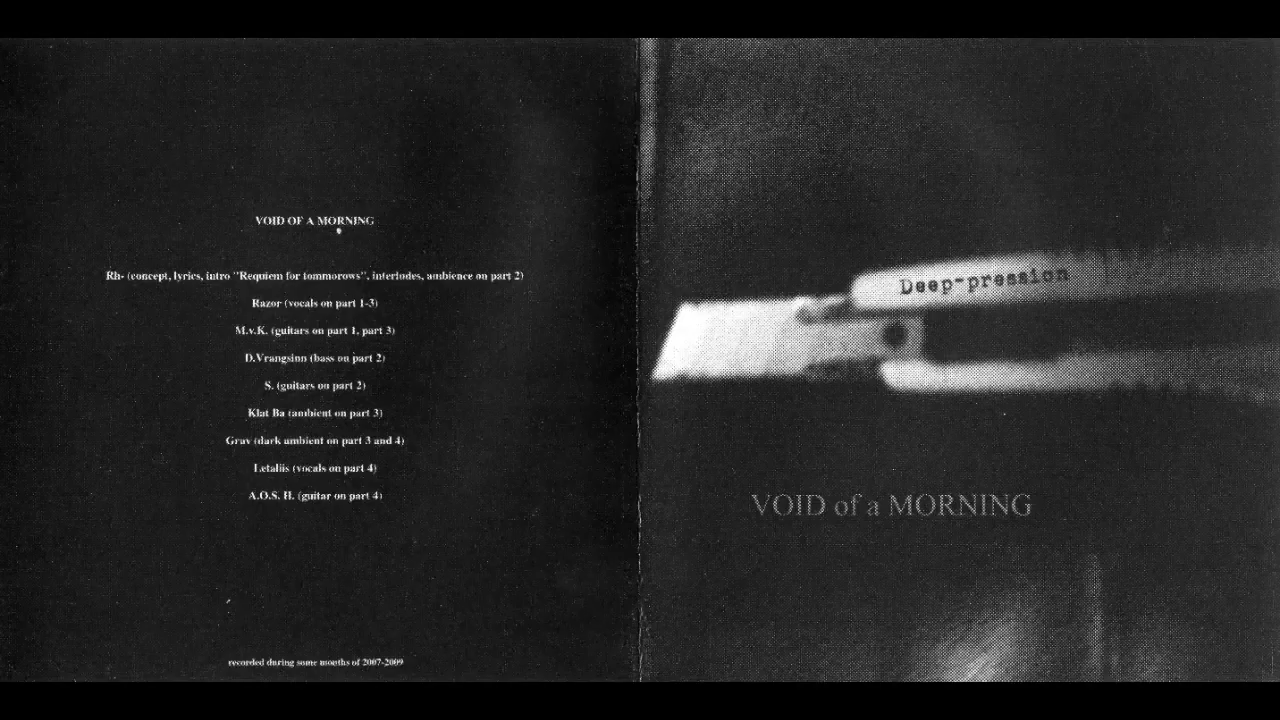 VOID OF A MORNING
Rh- (concept, lyrics, intro "Requiem for tommorows", interlodes, ambience on part 2)
Razor (vocals on part 1-3)
M.v.K. (guitars on part 1, part 3)
D.Vrangsinn (bass on part 2)
S. (guitars on part 2)
Klat Ba (ambient on part 3)
Grav (dark ambient on part 3 and 4)
Letaliis (vocals on part 4)
A.O.S. H. (guitar on part 4)
recorded during some months of 2007-2009
Deep-pression
VOID of a MORNING